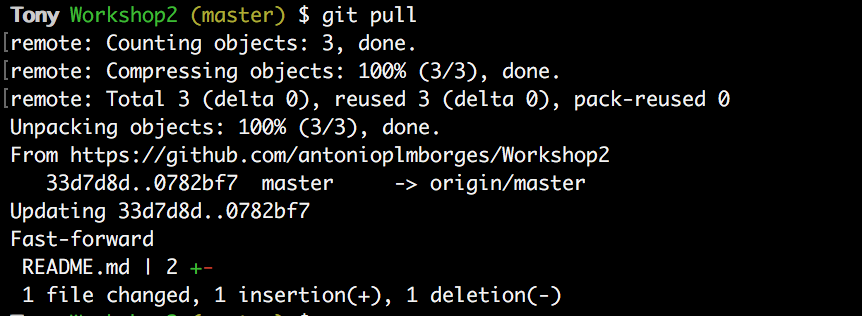 Tony Workshop2 (master) $ git pull
remote: Counting objects: 3, done.
remote: Compressing objects: 100% (3/3), done.
remote: Total 3 (delta 0), reused 3 (delta 0), pack-reused 0
Unpacking objects: 100% (3/3), done.
From https://github.com/antonioplmborges/Workshop2
   33d7d8d..0782bf7  master     -> origin/master
Updating 33d7d8d..0782bf7
Fast-forward
 README.md | 2 +-
 1 file changed, 1 insertion(+), 1 deletion(-)